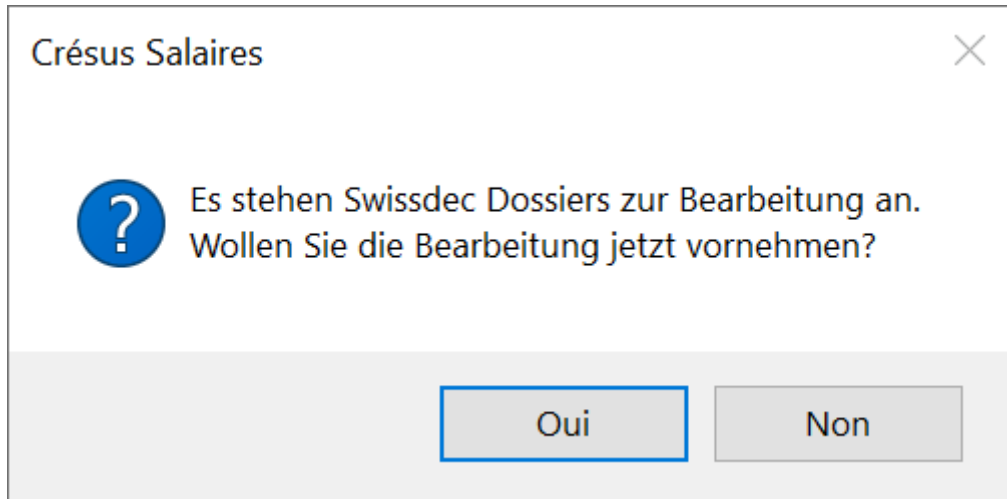 Crésus Salaires
Es stehen Swissdec Dossiers zur Bearbeitung an.
Wollen Sie die Bearbeitung jetzt vornehmen?
Oui
Non